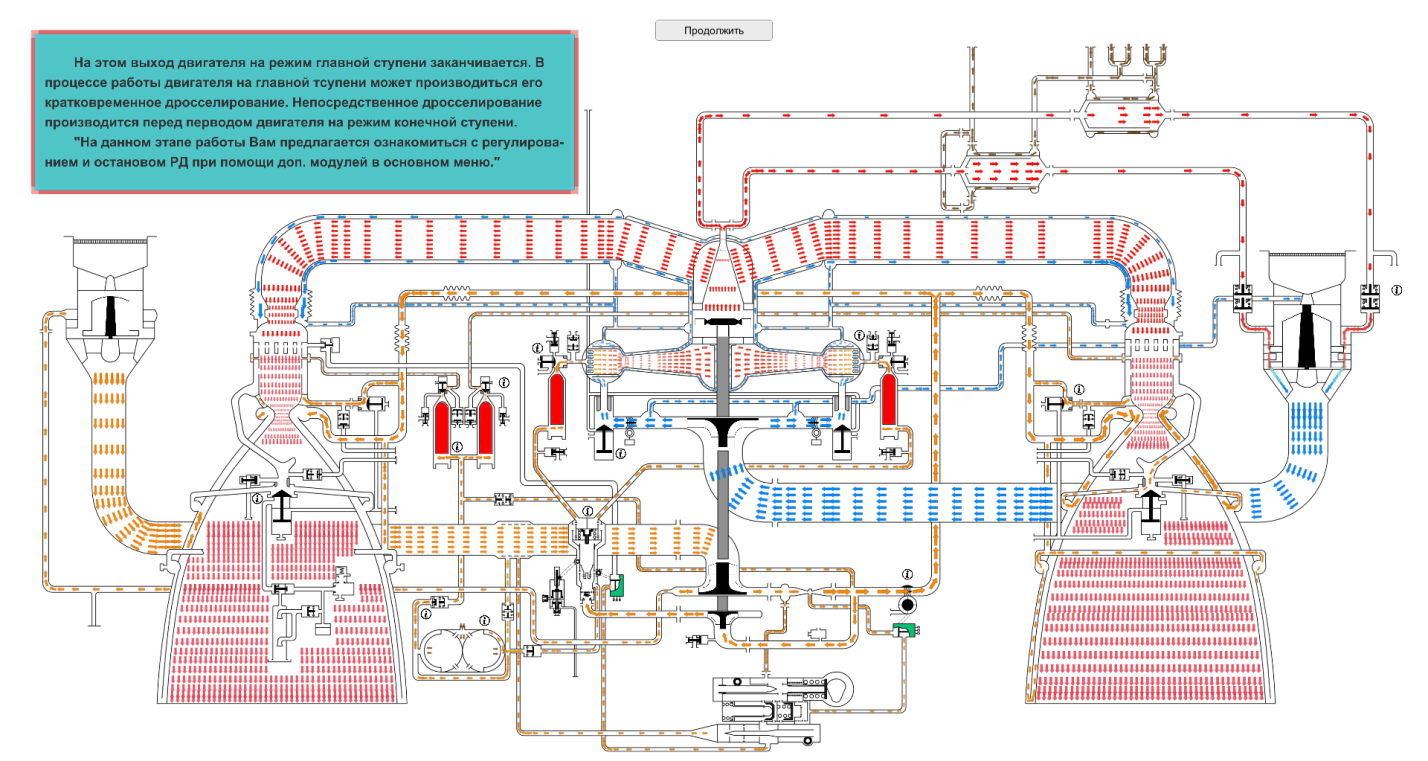 Продолжить
На этом выход двигателя на режим главной ступени заканчивается. В
процессе работы двигателя на главной тсупени может производиться его
кратковременное дросселирование. Непосредственное дросселирование
производится перед перводом двигателя на режим конечной ступени.
"На данном этапе работы Вам предлагается ознакомиться с регулирова-
нием и остановом РД при помощи доп. модулей в основном меню."
i
i
i
i
i
i
i
i
i
i
i
i